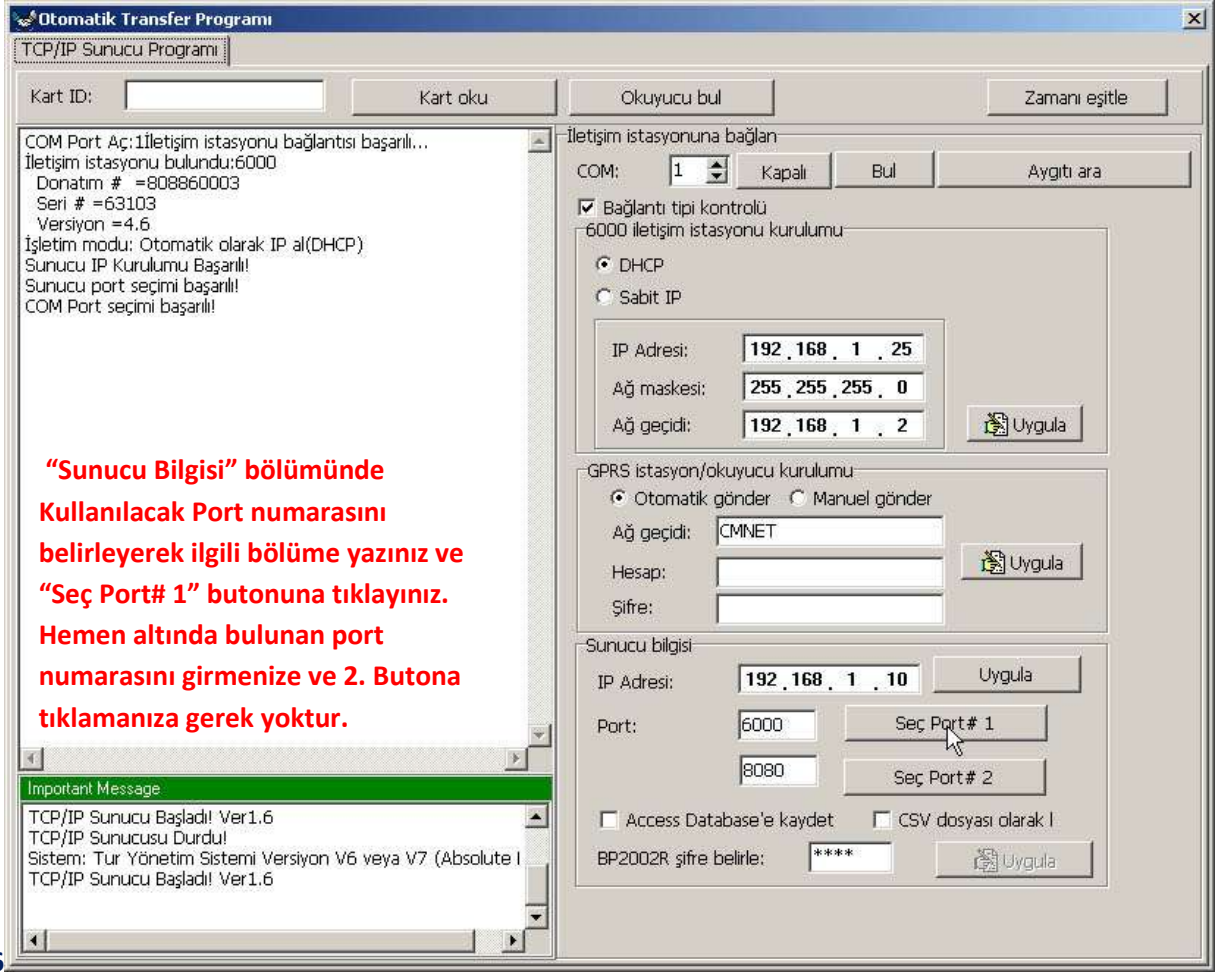 Otomatik Transfer Programı
TCP/IP Sunucu Programı
Kart ID:
Kart oku
Okuyucu bul
Zamanı eşitle
COM Port Aç:1İletişim istasyonu bağlantısı başarılı...
İletişim istasyonu bulundu:6000
Donatım # =808860003
Seri # =63103
Versiyon =4.6
İşletim modu: Otomatik olarak IP al(DHCP)
Sunucu IP Kurulumu Başarılı!
Sunucu port seçimi başarılı!
COM Port seçimi başarılı!
“Sunucu Bilgisi” bölümünde
Kullanılacak Port numarasını
belirleyerek ilgili bölüme yazınız ve
“Seç Port# 1” butonuna tıklayınız.
Hemen altında bulunan port
numarasını girmenize ve 2. Butona
tıklamanıza gerek yoktur.
Important Message
TCP/IP Sunucu Başladı! Ver1.6
TCP/IP Sunucusu Durdu!
Sistem: Tur Yönetim Sistemi Versiyon V6 veya V7 (Absolute
TCP/IP Sunucu Başladı! Ver1.6
İletişim istasyonuna bağlan
COM: 1 Kapalı Bul Aygıtı ara
Bağlantı tipi kontrolü
6000 iletişim istasyonu kurulumu
DHCP
Sabit IP
IP Adresi: 192.168.1.25
Ağ maskesi: 255.255.255.0
Ağ geçidi: 192.168.1.2
Uygula
GPRS istasyon/okuyucu kurulumu
Otomatik gönder Manuel gönder
Ağ geçidi: CMNET
Hesap:
Uygula
Şifre:
Sunucu bilgisi
IP Adresi: 192.168.1.10 Uygula
Port: 6000 Seç Port# 1
8080 Seç Port# 2
Access Database'e kaydet CSV dosyası olarak
BP2002R şifre belirle: **** Uygula